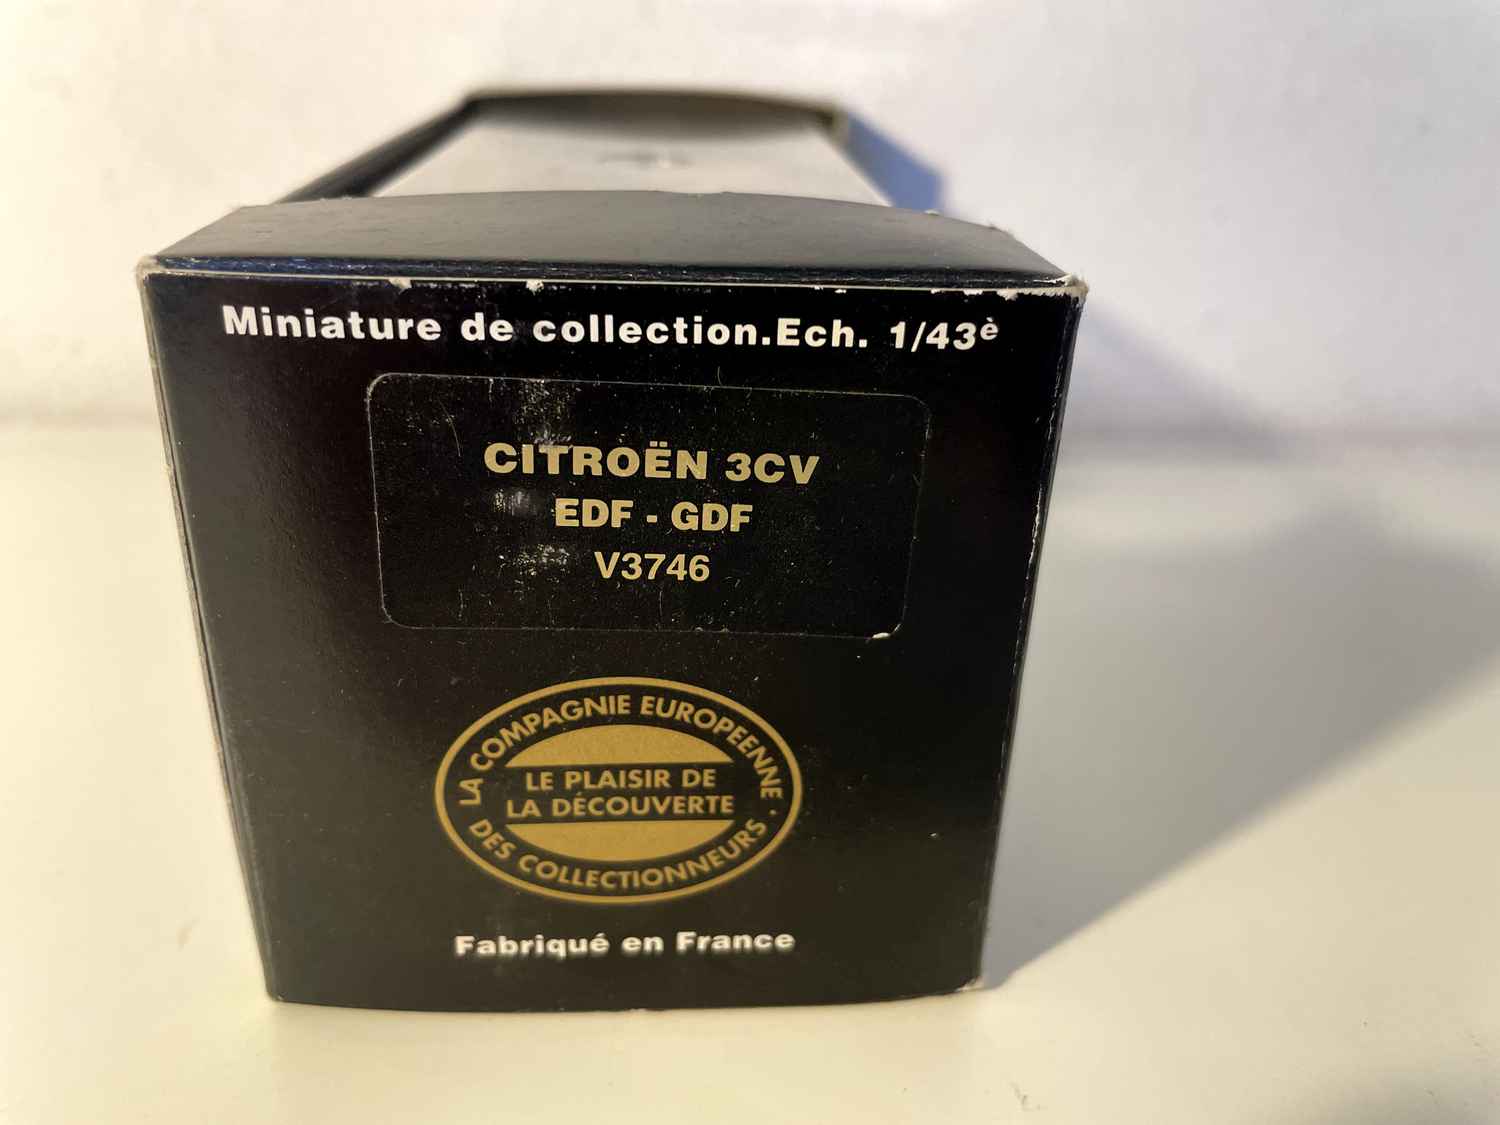 Miniature de collection.Ech. 1/43è
CITROËN 3CV
EDF - GDF
V3746
LA COMPAGNIE EUROPEENNE ·
LE PLAISIR DE
LA DÉCOUVERTE
DES COLLECTIONNEURS ·
Fabriqué en France